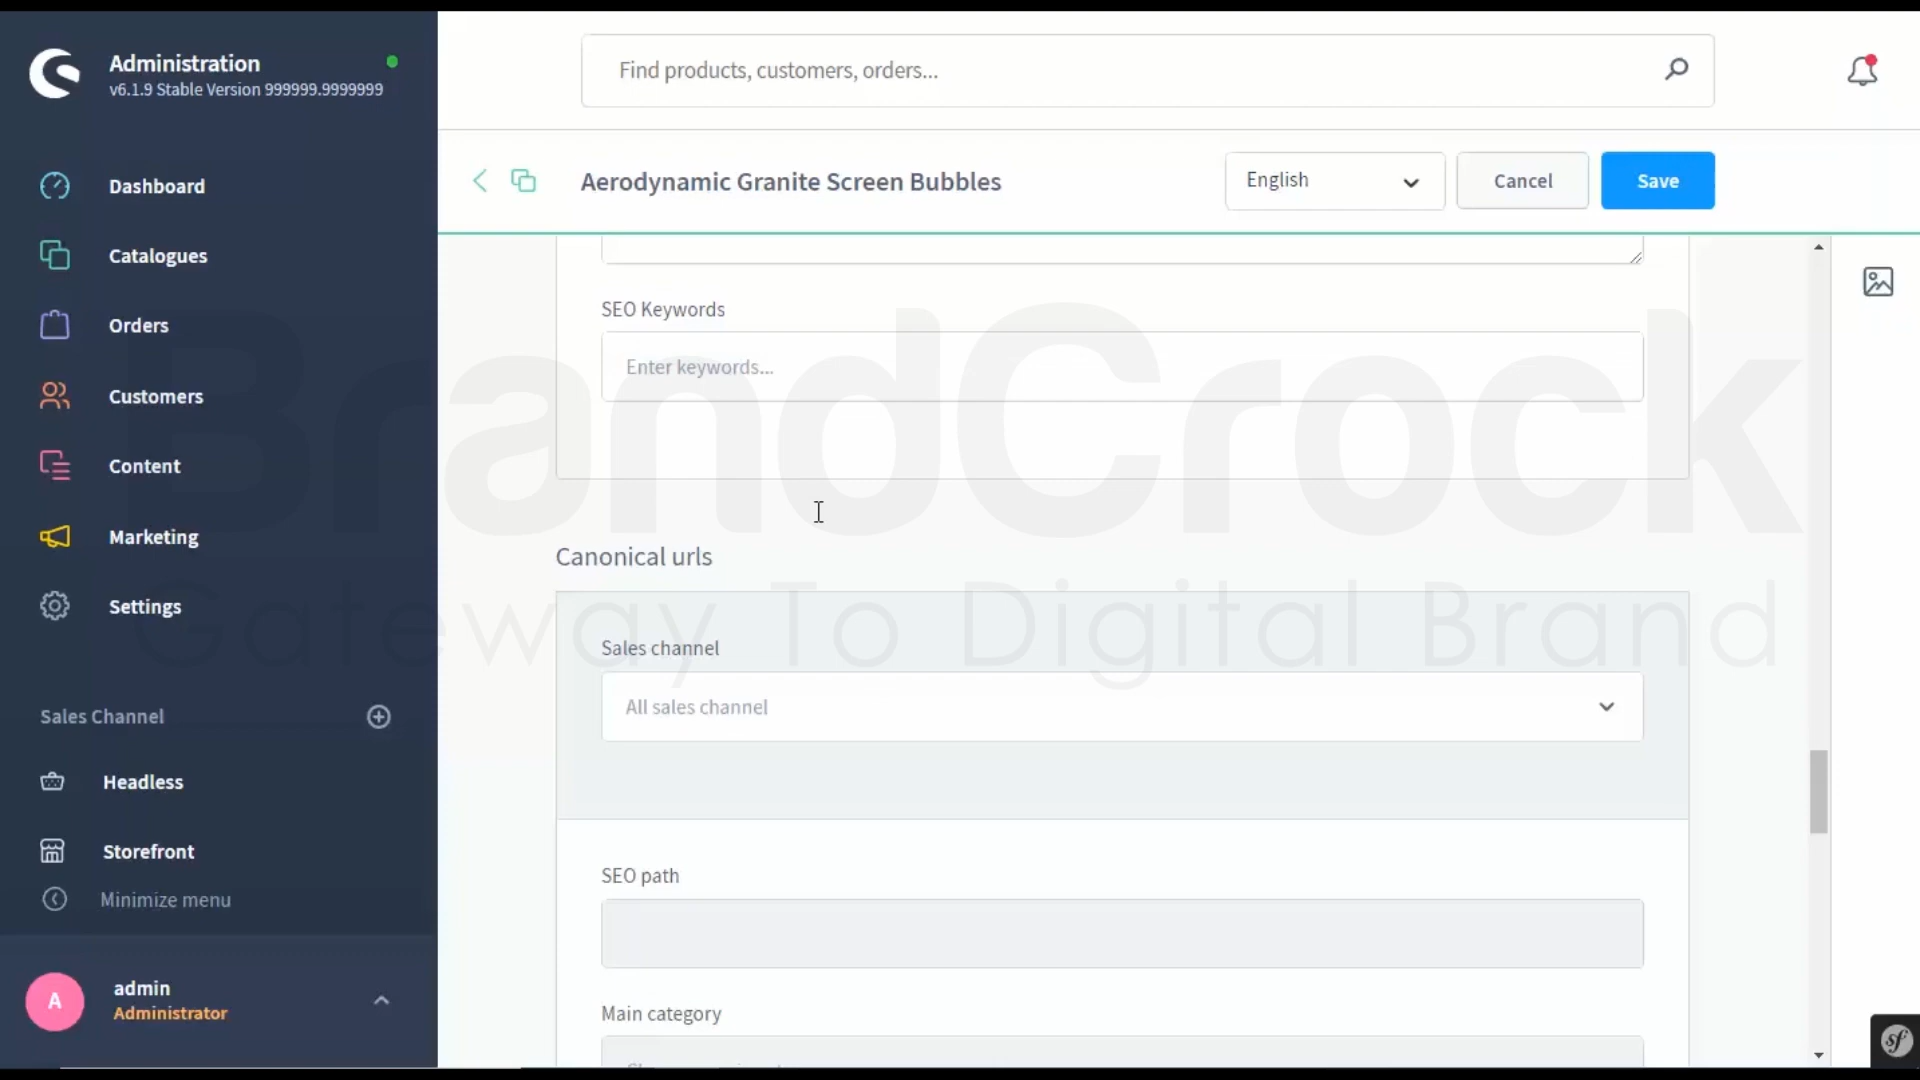 Administration
v6.1.9 Stable Version 999999.9999999
Find products, customers, orders...
Aerodynamic Granite Screen Bubbles
English
Cancel
Save
Dashboard
Catalogues
Orders
Customers
Content
Marketing
Settings
Sales Channel
Headless
Storefront
Minimize menu
A
admin
Administrator
SEO Keywords
Enter keywords...
Canonical urls
Sales channel
All sales channel
SEO path
Main category
BrandCrock
Gateway To Digital Brand
sf